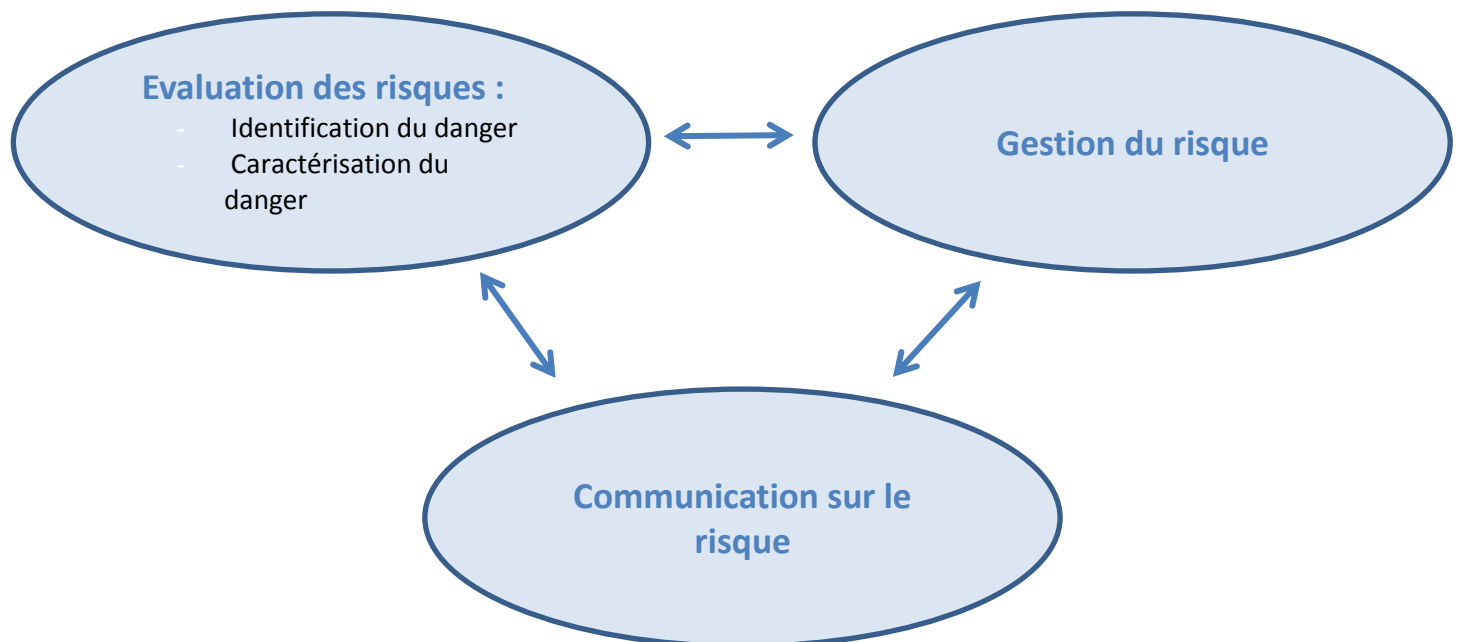 Evaluation des risques :
- Identification du danger
- Caractérisation du
danger
Gestion du risque
Communication sur le
risque